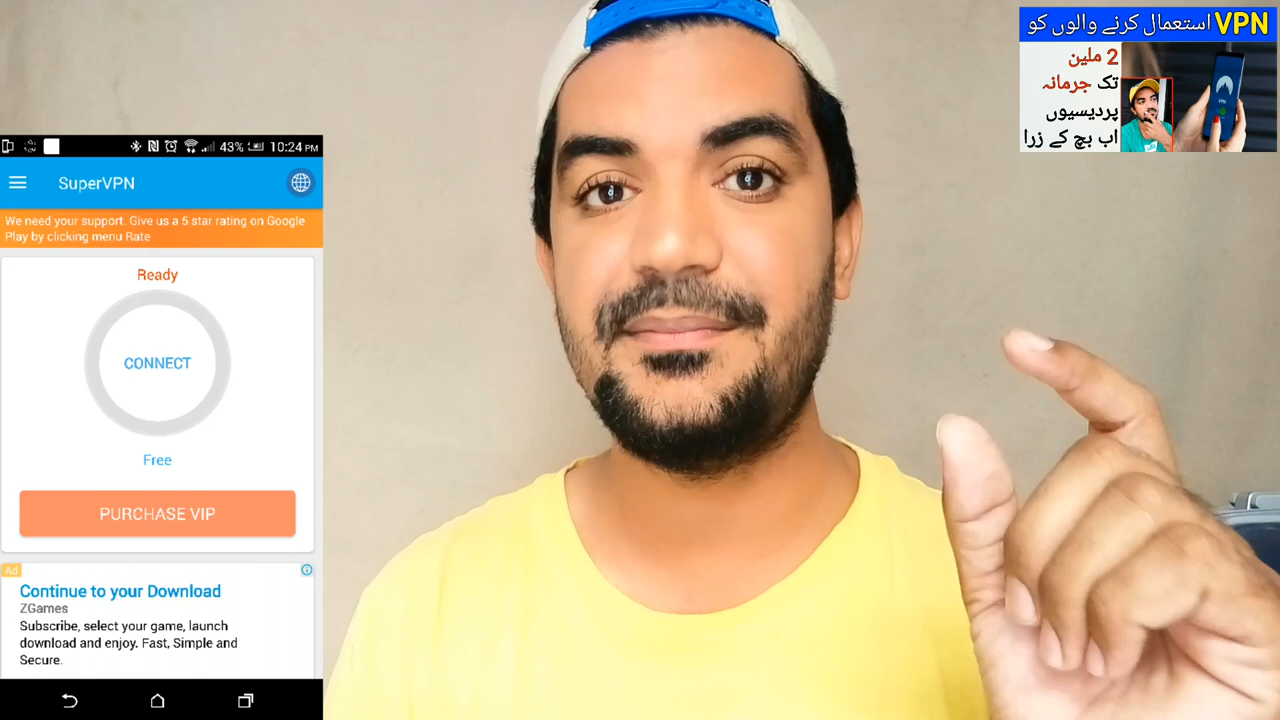 VPN استعمال کرنے والوں کو
2 ملین
تک جرمانہ
پردیسیوں
اب بچ کے زرا
VPN
43% 10:24 PM
SuperVPN
We need your support. Give us a 5 star rating on Google
Play by clicking menu Rate
Ready
CONNECT
Free
PURCHASE VIP
Ad
Continue to your Download
ZGames
Subscribe, select your game, launch
download and enjoy. Fast, Simple and
Secure.